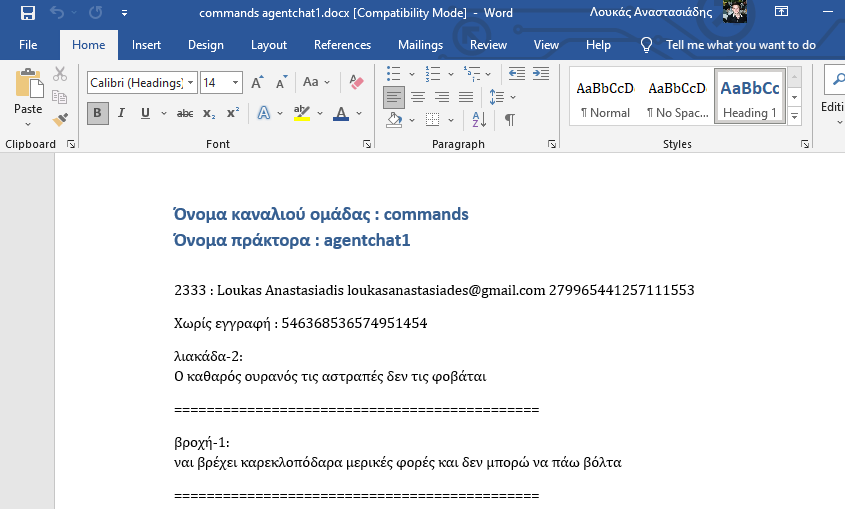 commands agentchat1.docx [Compatibility Mode] - Word
Λουκάς Αναστασιάδης
File Home Insert Design Layout References Mailings Review View Help Tell me what you want to do
Calibri (Headings) 14 A A Aa A
Paste
B I U abc x₂ x² A ab A
AaBbCcD AaBbCcD AaBbCc
¶ Normal ¶ No Spac... Heading 1
Editi
Clipboard Font Paragraph Styles
Όνομα καναλιού ομάδας : commands
Όνομα πράκτορα : agentchat1
2333 : Loukas Anastasiadis loukasanastasiades@gmail.com 279965441257111553
Χωρίς εγγραφή : 546368536574951454
λιακάδα-2:
Ο καθαρός ουρανός τις αστραπές δεν τις φοβάται
=============================================
βροχή-1:
ναι βρέχει καρεκλοπόδαρα μερικές φορές και δεν μπορώ να πάω βόλτα
=============================================